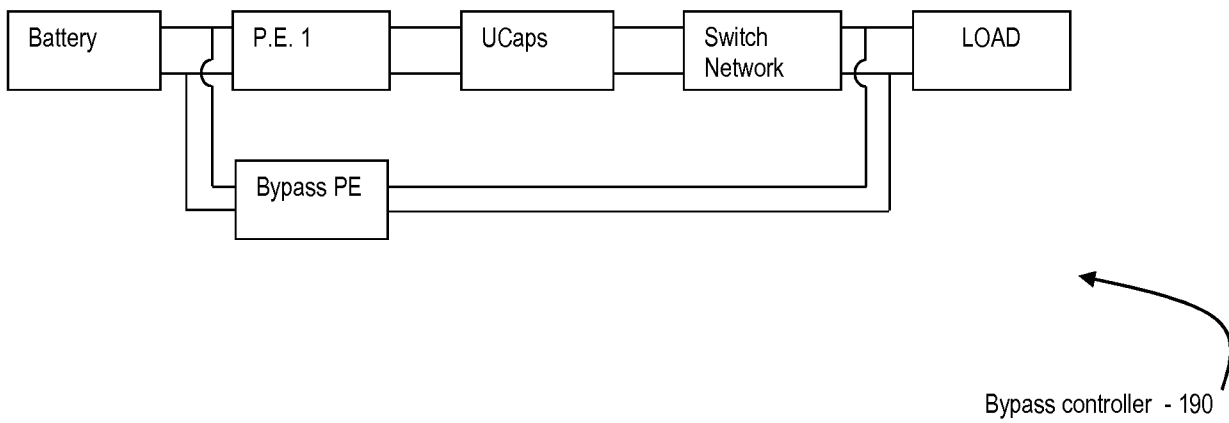 Battery
P.E. 1
UCaps
Switch
Network
LOAD
Bypass PE
Bypass controller - 190